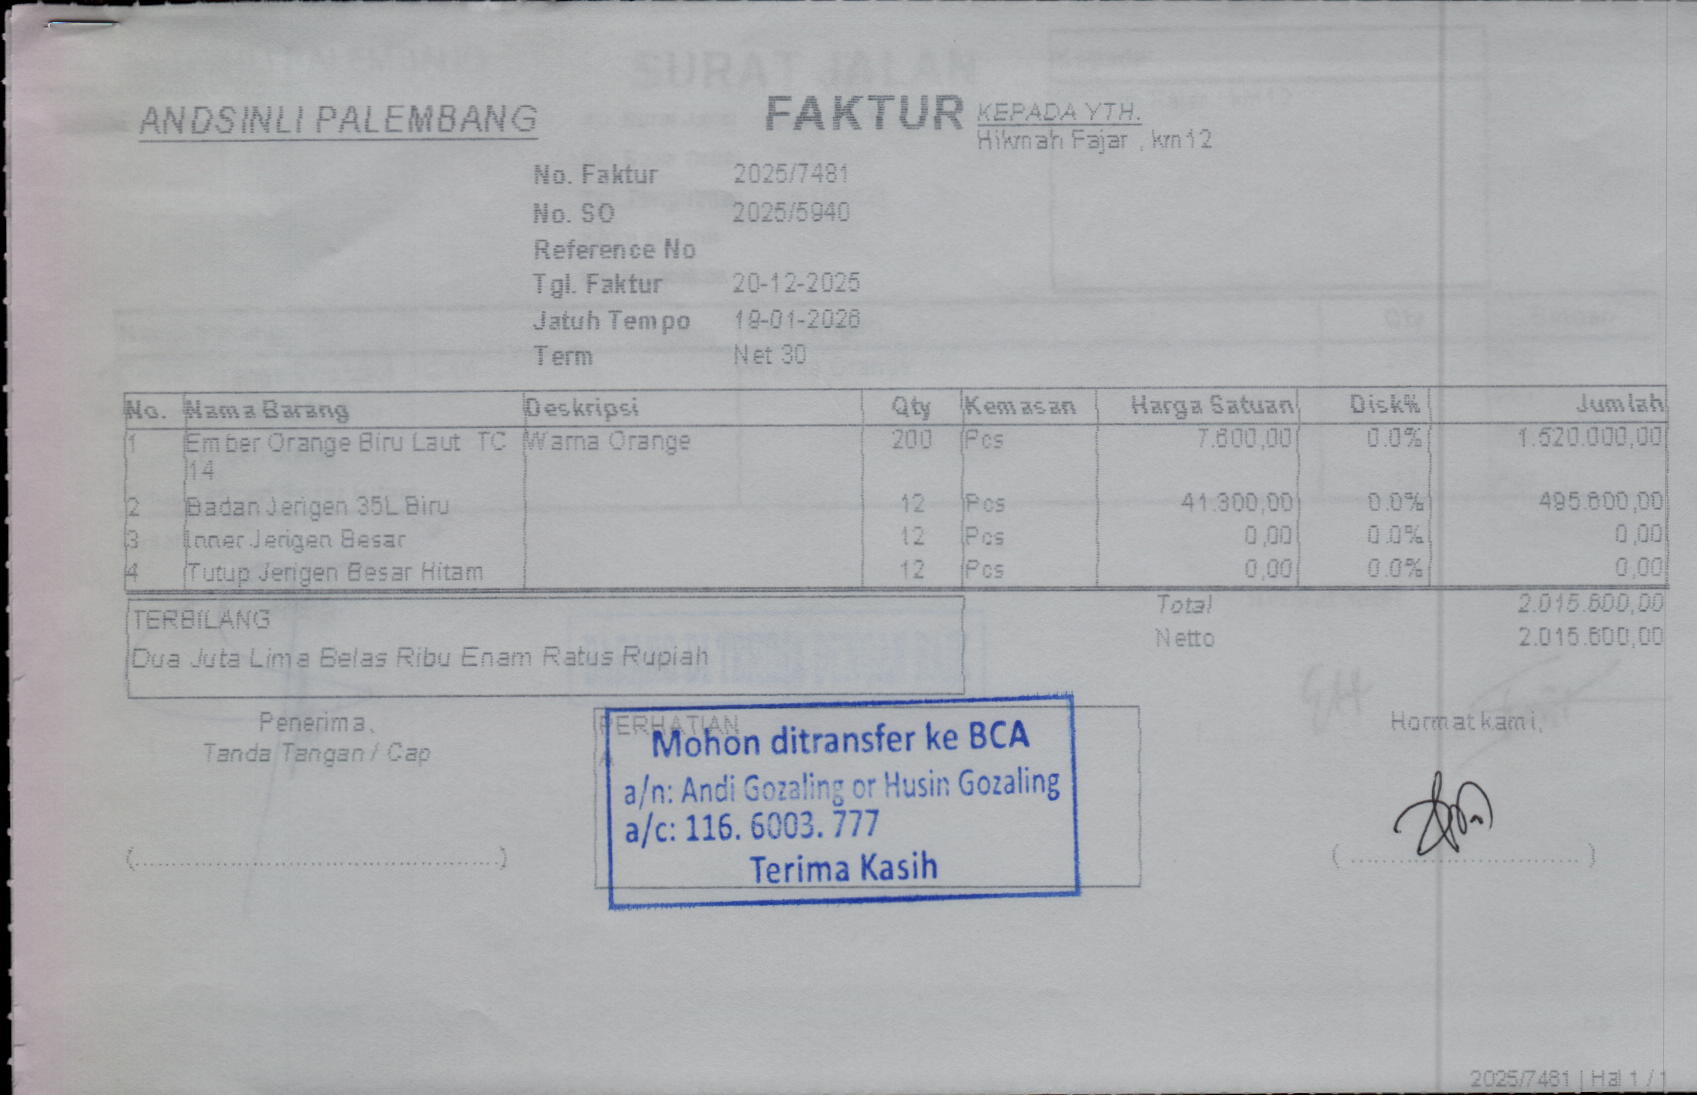 ANDSINLI PALEMBANG
FAKTUR
KEPADA YTH.
Hikmah Fajar , km12
No. Faktur 2025/7481
No. SO 2025/5940
Reference No
Tgl. Faktur 20-12-2025
Jatuh Tempo 19-01-2026
Term Net 30
No. Nama Barang Deskripsi Qty Kemasan Harga Satuan Disk% Jumlah
1 Ember Orange Biru Laut TC Warna Orange 200 Pcs 7.600,00 0.0% 1.520.000,00
14
2 Badan Jerigen 35L Biru 12 Pcs 41.300,00 0.0% 495.600,00
3 Inner Jerigen Besar 12 Pcs 0,00 0.0% 0,00
4 Tutup Jerigen Besar Hitam 12 Pcs 0,00 0.0% 0,00
Total 2.015.600,00
Netto 2.015.600,00
TERBILANG
Dua Juta Lima Belas Ribu Enam Ratus Rupiah
Penerima,
Tanda Tangan / Cap
(..........................................)
PERHATIAN
Mohon ditransfer ke BCA
a/n: Andi Gozaling or Husin Gozaling
a/c: 116. 6003. 777
Terima Kasih
Hormat kami,
( ............................ )
2025/7481 | Hal 1 / 1